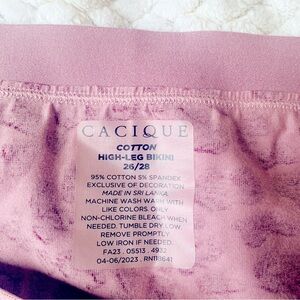 CACIQUE
COTTON
HIGH-LEG BIKINI
26/28
95% COTTON 5% SPANDEX
EXCLUSIVE OF DECORATION
MADE IN SRI LANKA
MACHINE WASH WARM WITH
LIKE COLORS. ONLY
NON-CHLORINE BLEACH WHEN
NEEDED. TUMBLE DRY LOW.
REMOVE PROMPTLY.
LOW IRON IF NEEDED.
FA23 . 05513 . 4932
04-06/2023 . RN118641